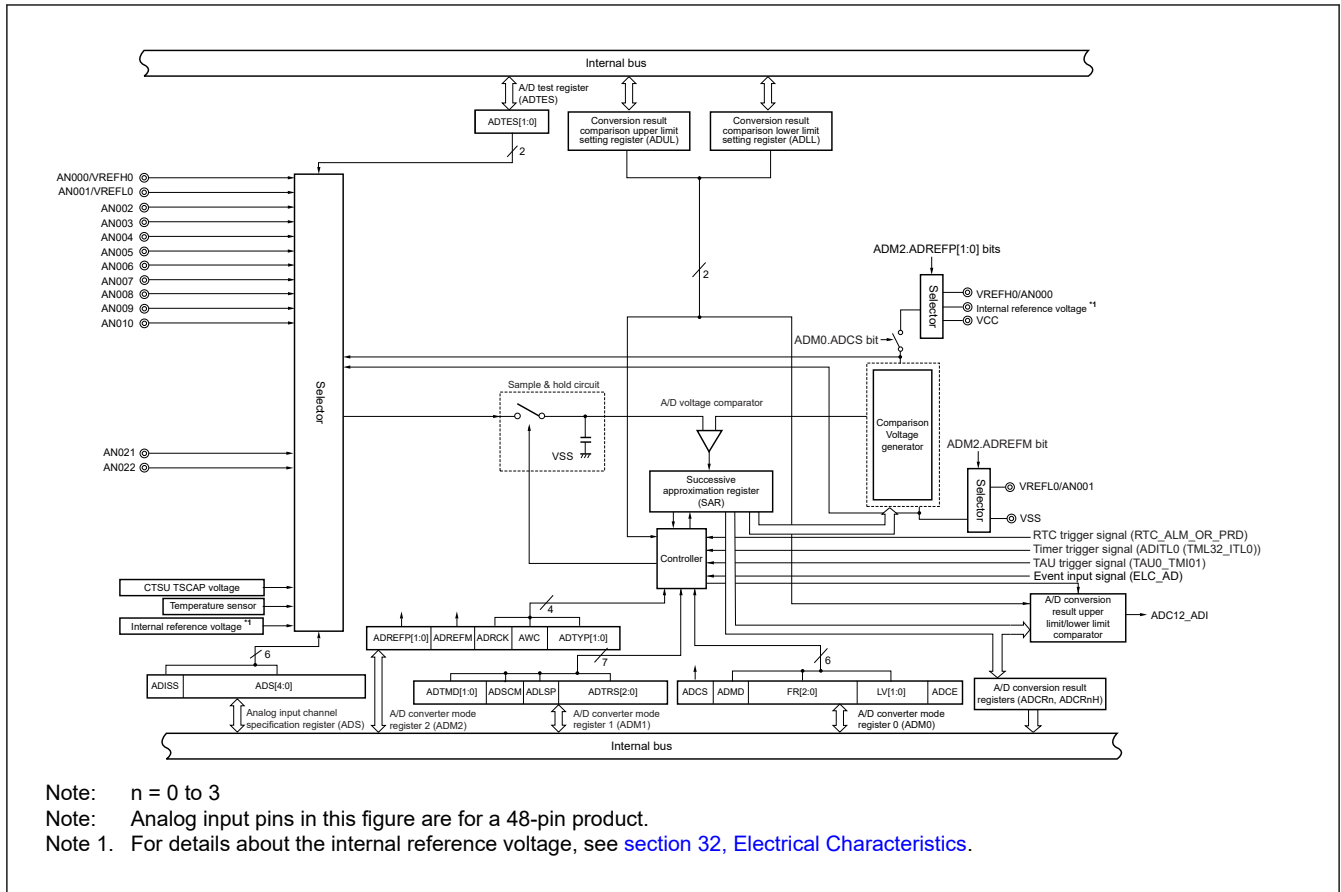 Internal bus
A/D test register
(ADTES)
ADTES[1:0]
Conversion result
comparison upper limit
setting register (ADUL)
Conversion result
comparison lower limit
setting register (ADLL)
2
AN000/VREFH0
AN001/VREFL0
AN002
AN003
AN004
AN005
AN006
AN007
AN008
AN009
AN010
2
ADM2.ADREFP[1:0] bits
Selector
VREFH0/AN000
Internal reference voltage *1
VCC
ADM0.ADCS bit
Selector
Sample & hold circuit
VSS
A/D voltage comparator
Comparison
Voltage
generator
ADM2.ADREFM bit
Selector
VREFL0/AN001
VSS
AN021
AN022
Successive
approximation register
(SAR)
Controller
RTC trigger signal (RTC_ALM_OR_PRD)
Timer trigger signal (ADITL0 (TML32_ITL0))
TAU trigger signal (TAU0_TMI01)
Event input signal (ELC_AD)
CTSU TSCAP voltage
Temperature sensor
Internal reference voltage *1
A/D conversion
result upper
limit/lower limit
comparator
ADC12_ADI
4
ADREFP[1:0] ADREFM ADRCK AWC ADTYP[1:0]
6
7
6
ADISS ADS[4:0]
ADTMD[1:0] ADSCM ADLSP ADTRS[2:0]
ADCS ADMD FR[2:0] LV[1:0] ADCE
A/D conversion result
registers (ADCRn, ADCRnH)
Analog input channel
specification register (ADS)
A/D converter mode
register 2 (ADM2)
A/D converter mode
register 1 (ADM1)
A/D converter mode
register 0 (ADM0)
Internal bus
Note: n = 0 to 3
Note: Analog input pins in this figure are for a 48-pin product.
Note 1. For details about the internal reference voltage, see section 32, Electrical Characteristics.